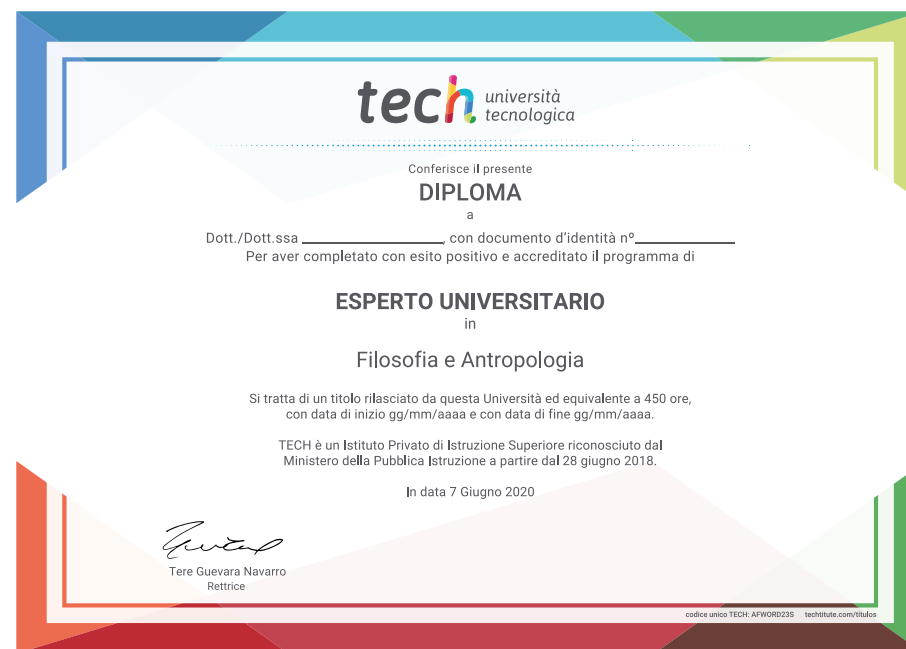 tech università
tecnologica
Conferisce il presente
DIPLOMA
a
Dott./Dott.ssa ____________________, con documento d'identità nº______________
Per aver completato con esito positivo e accreditato il programma di
ESPERTO UNIVERSITARIO
in
Filosofia e Antropologia
Si tratta di un titolo rilasciato da questa Università ed equivalente a 450 ore,
con data di inizio gg/mm/aaaa e con data di fine gg/mm/aaaa.
TECH è un Istituto Privato di Istruzione Superiore riconosciuto dal
Ministero della Pubblica Istruzione a partire dal 28 giugno 2018.
In data 7 Giugno 2020
Tere Guevara Navarro
Rettrice
codice unico TECH: AFWORD23S techtitute.com/titulos